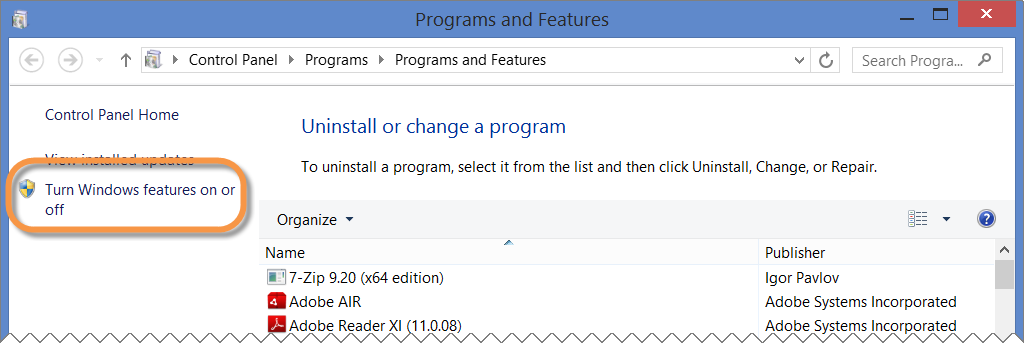 Programs and Features
Control Panel Programs Programs and Features
Search Progra...
Control Panel Home
View installed updates
Turn Windows features on or
off
Uninstall or change a program
To uninstall a program, select it from the list and then click Uninstall, Change, or Repair.
Organize
Name Publisher
7-Zip 9.20 (x64 edition) Igor Pavlov
Adobe AIR Adobe Systems Incorporated
Adobe Reader XI (11.0.08) Adobe Systems Incorporated